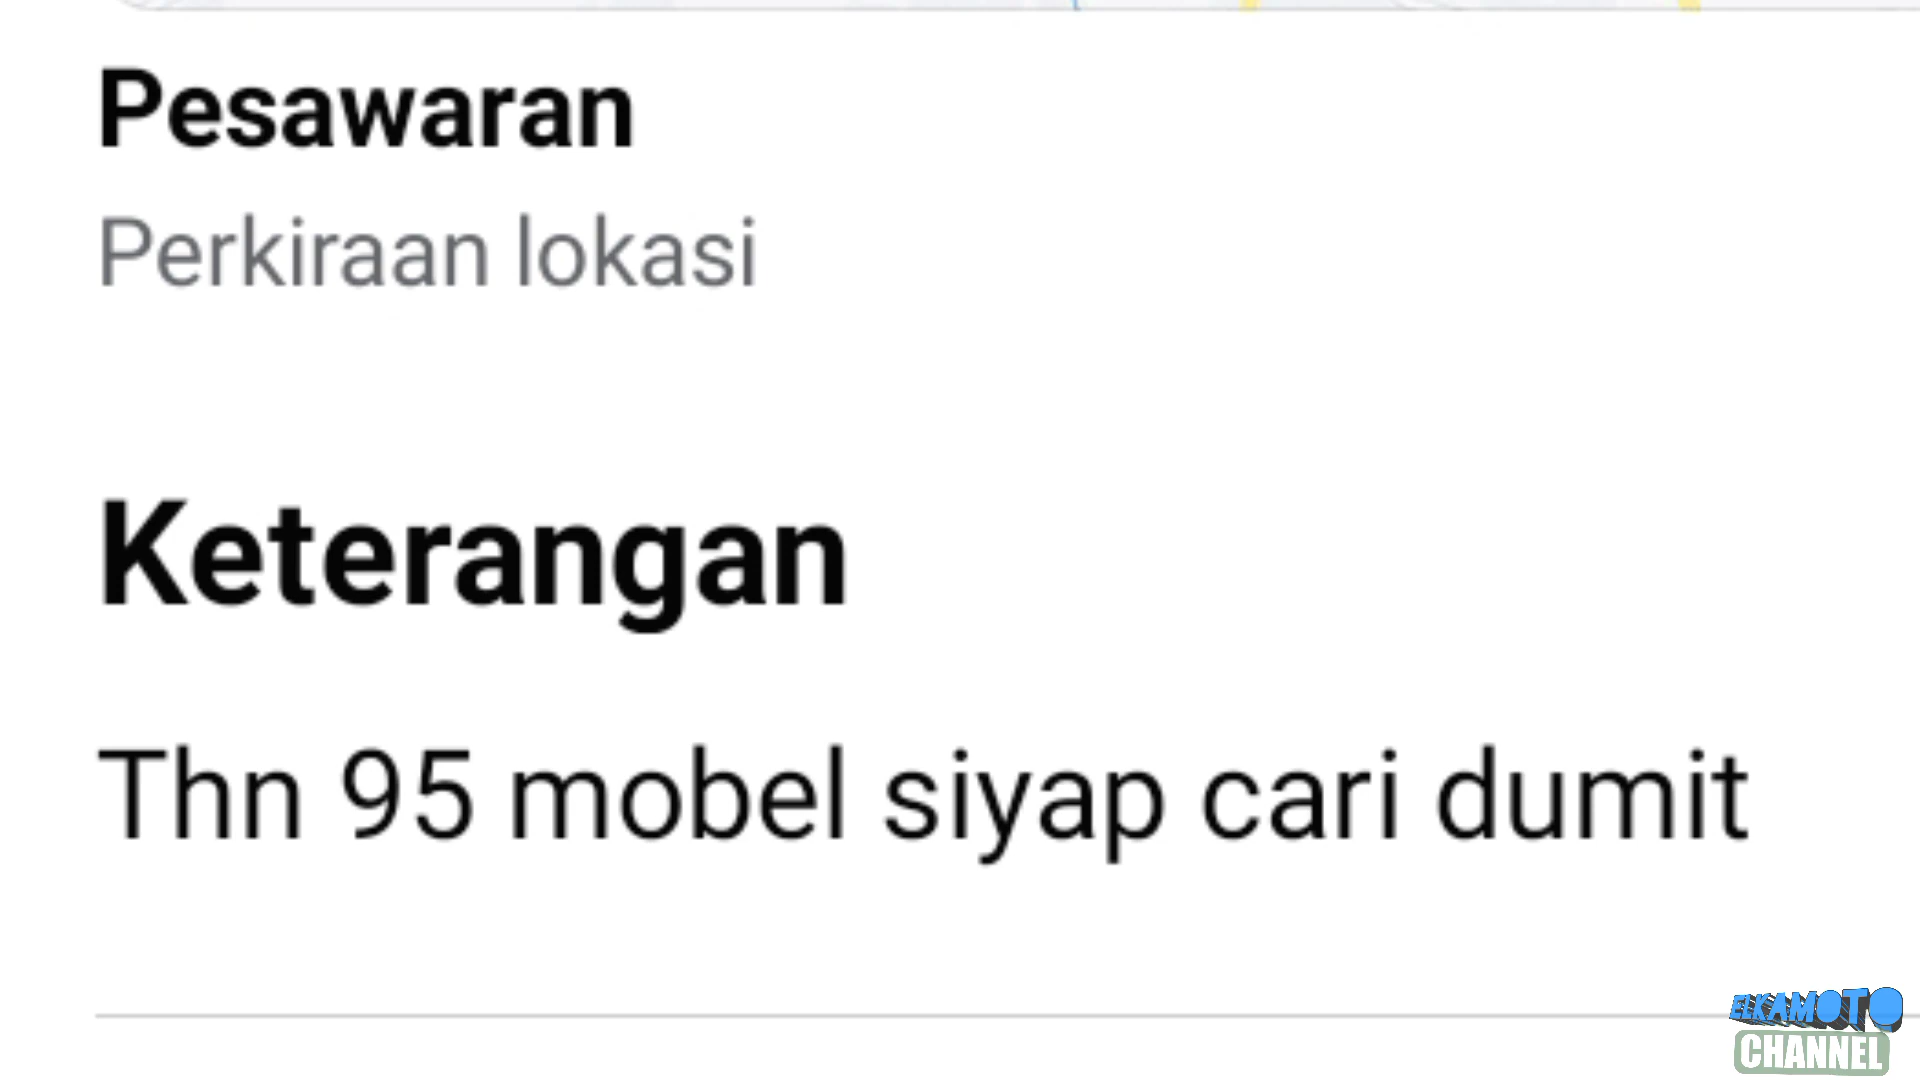 Pesawaran
Perkiraan lokasi
Keterangan
Thn 95 mobel siyap cari dumit
ELKAMOTO
CHANNEL